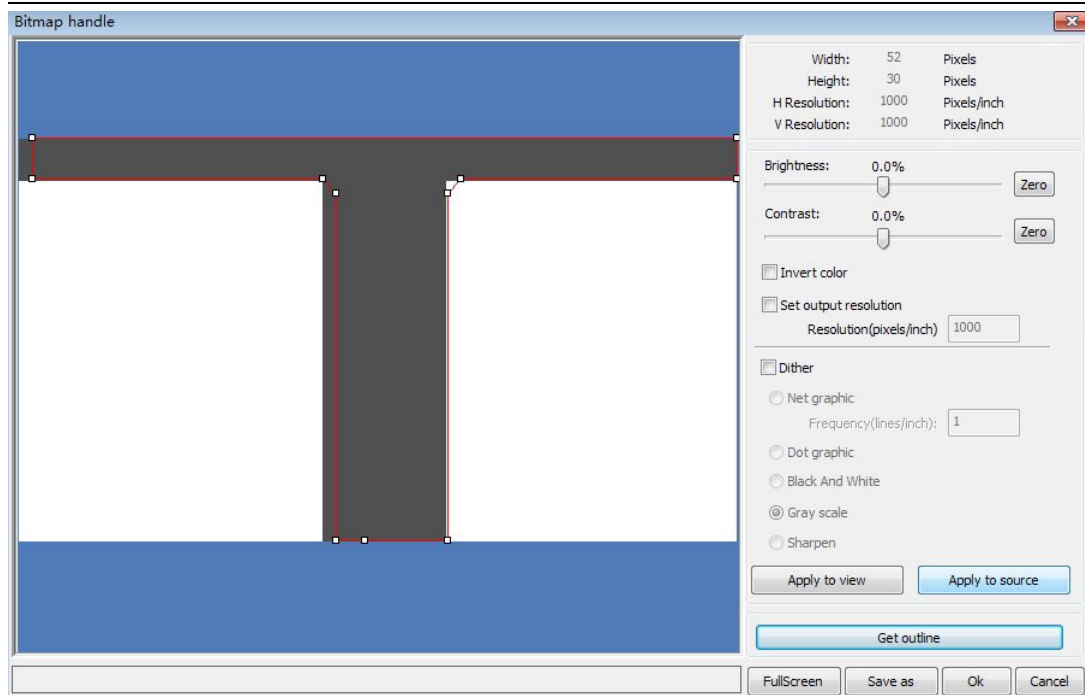 Bitmap handle
Width: 52 Pixels
Height: 30 Pixels
H Resolution: 1000 Pixels/inch
V Resolution: 1000 Pixels/inch
Brightness: 0.0%
Zero
Contrast: 0.0%
Zero
Invert color
Set output resolution
Resolution(pixels/inch) 1000
Dither
Net graphic
Frequency(lines/inch): 1
Dot graphic
Black And White
Gray scale
Sharpen
Apply to view Apply to source
Get outline
FullScreen Save as Ok Cancel